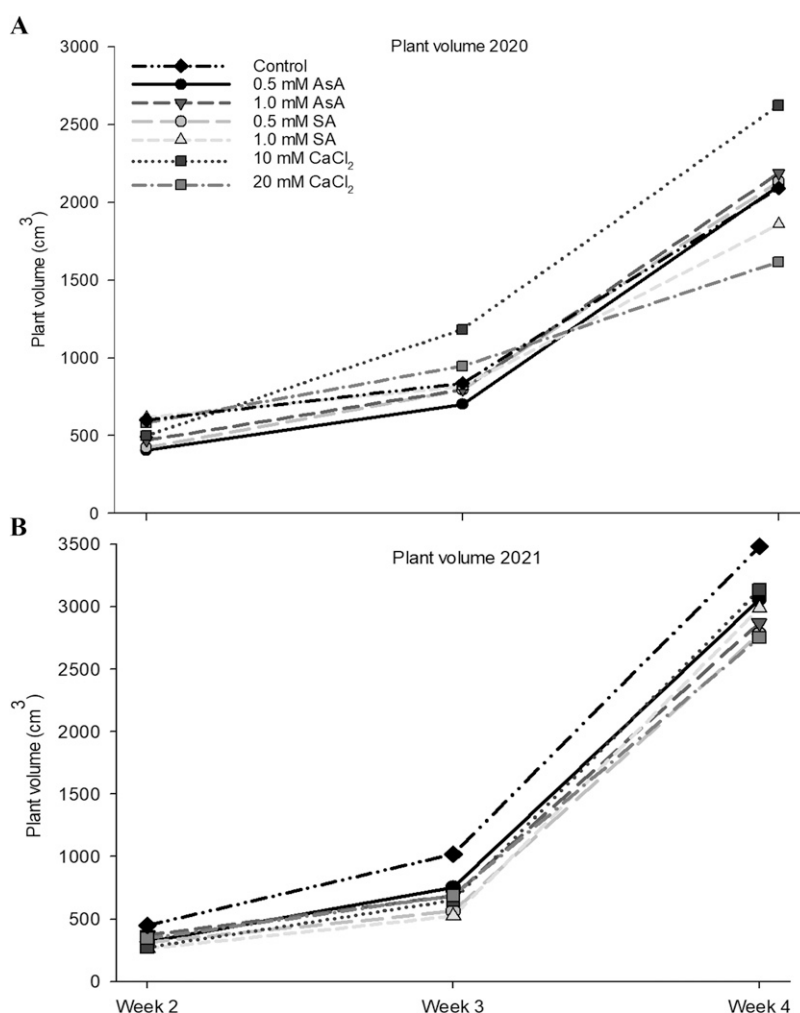 A
Plant volume 2020
3000
2500
2000
1500
1000
500
0
Plant volume (cm³)
Control
0.5 mM AsA
1.0 mM AsA
0.5 mM SA
1.0 mM SA
10 mM CaCl₂
20 mM CaCl₂
B
Plant volume 2021
3500
3000
2500
2000
1500
1000
500
0
Plant volume (cm³)
Week 2 Week 3 Week 4